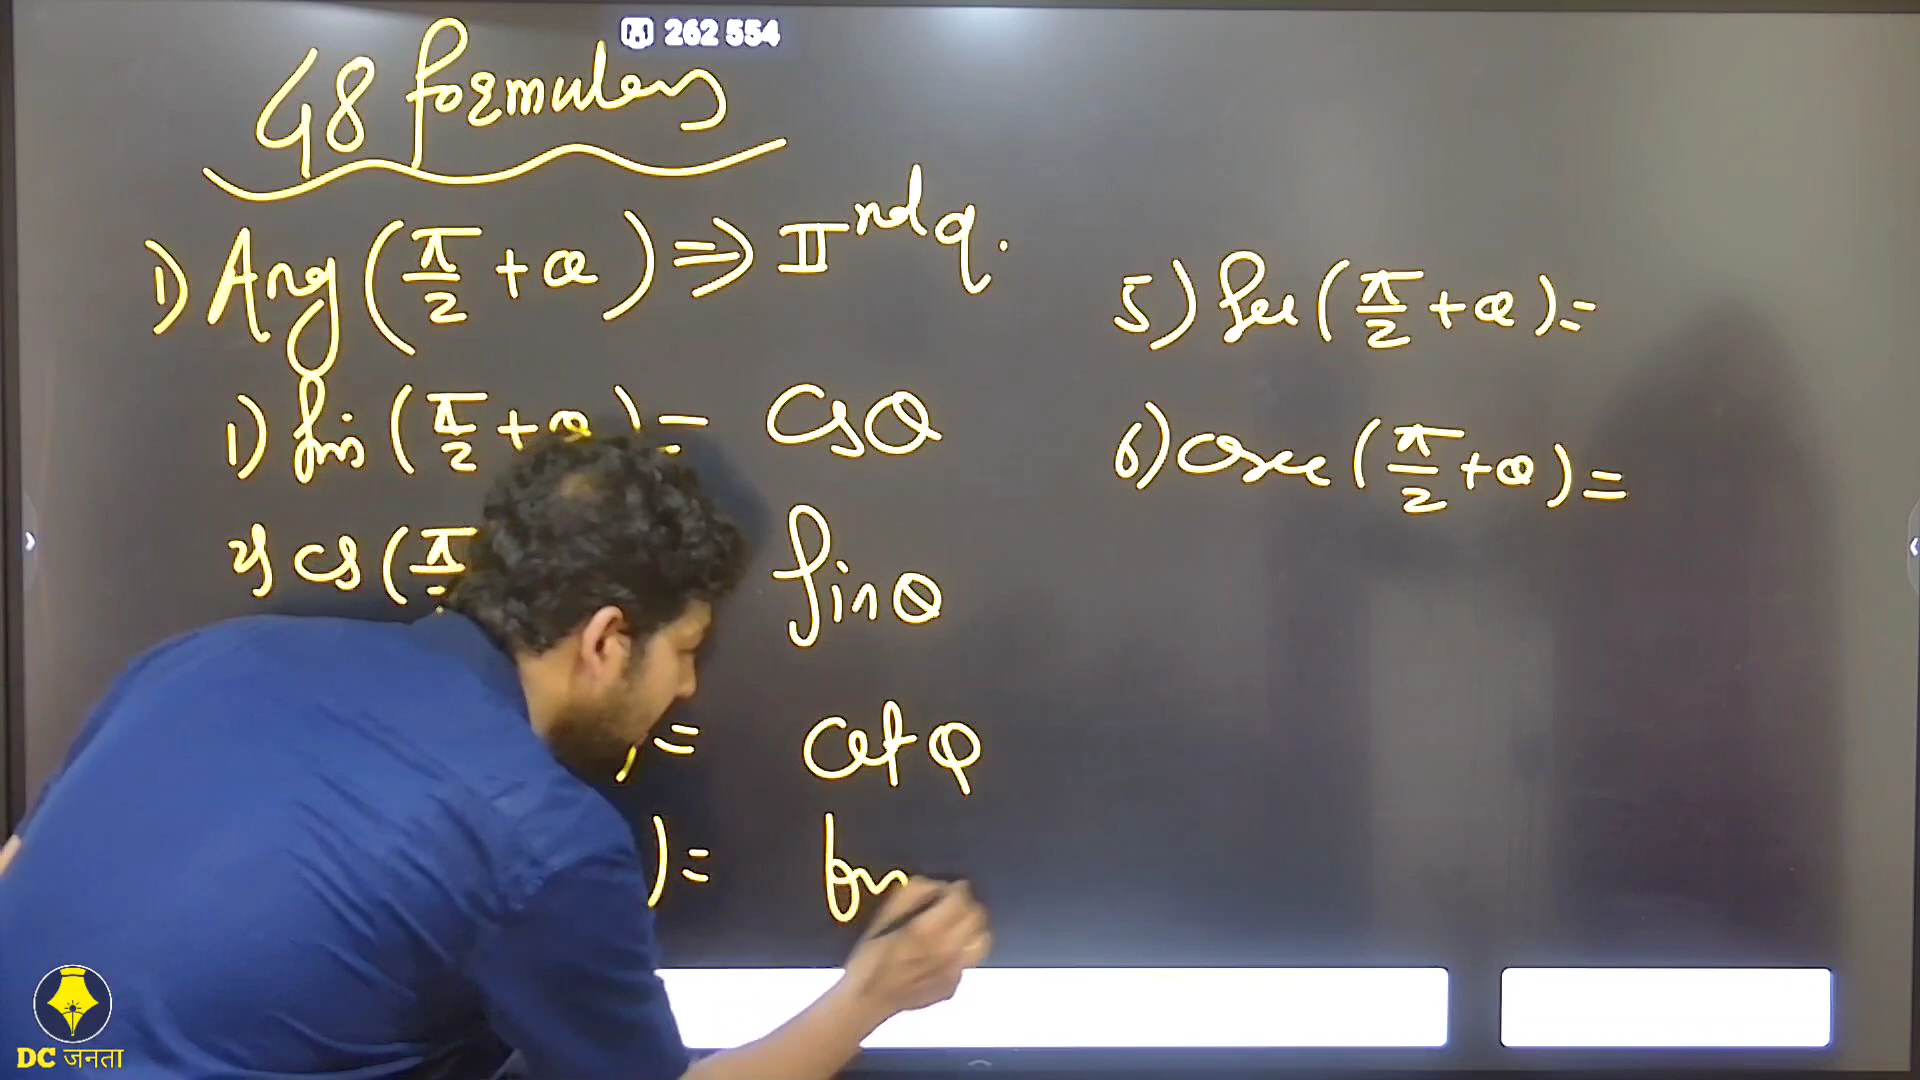 262 554
48 formulas
1) Ang (π/2 + θ) ⇒ IInd q.
1) sin (π/2 + θ) = cosθ
2) cos (π
sinθ
= cotθ
) =
5) sec (π/2 + θ) =
6) cosec (π/2 + θ) =
DC जनता